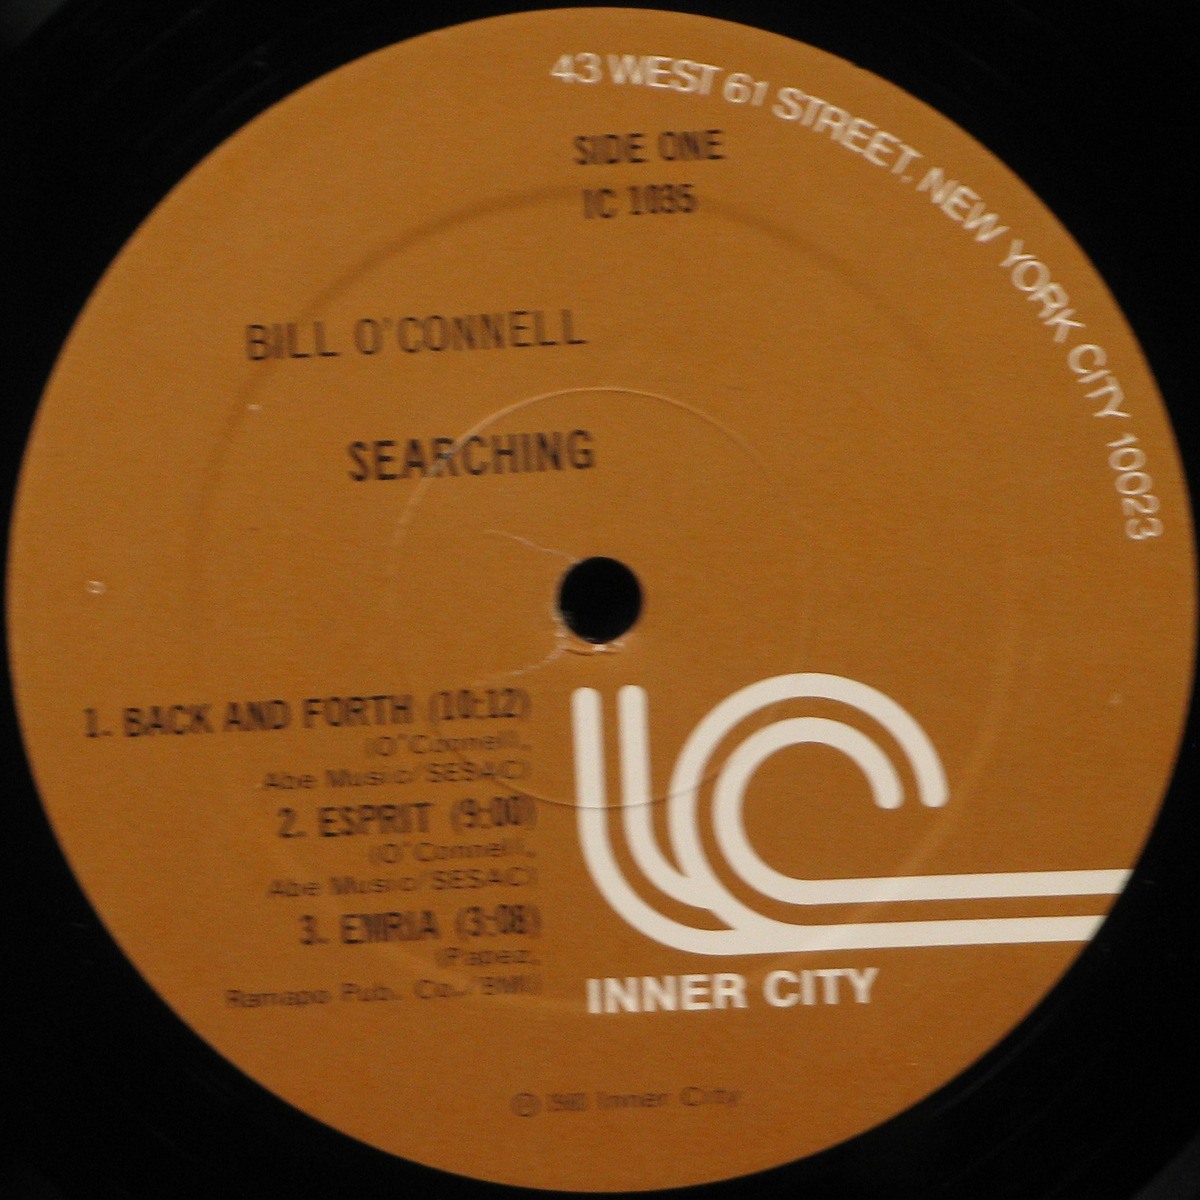 43 WEST 61 STREET, NEW YORK CITY 10023
SIDE ONE
IC 1035
BILL O'CONNELL
SEARCHING
1. BACK AND FORTH (10:12)
(O'Connell,
Abe Music/SESAC)
2. ESPRIT (9:00)
(O'Connell,
Abe Music/SESAC)
3. EMRIA (3:08)
Ramapo Pub. Co./BMI)
IC
INNER CITY
Ⓟ 1980 Inner City